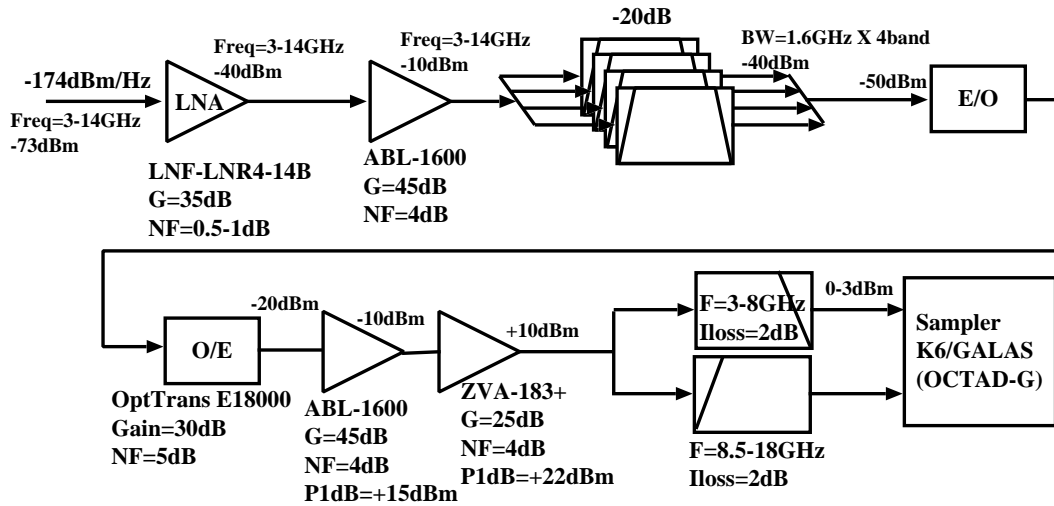 -20dB
Freq=3-14GHz
-40dBm
Freq=3-14GHz
-10dBm
BW=1.6GHz X 4band
-40dBm
-174dBm/Hz
LNA
-50dBm
E/O
Freq=3-14GHz
-73dBm
LNF-LNR4-14B
G=35dB
NF=0.5-1dB
ABL-1600
G=45dB
NF=4dB
-20dBm
-10dBm
+10dBm
F=3-8GHz
Iloss=2dB
0-3dBm
O/E
Sampler
K6/GALAS
(OCTAD-G)
OptTrans E18000
Gain=30dB
NF=5dB
ABL-1600
G=45dB
NF=4dB
P1dB=+15dBm
ZVA-183+
G=25dB
NF=4dB
P1dB=+22dBm
F=8.5-18GHz
Iloss=2dB